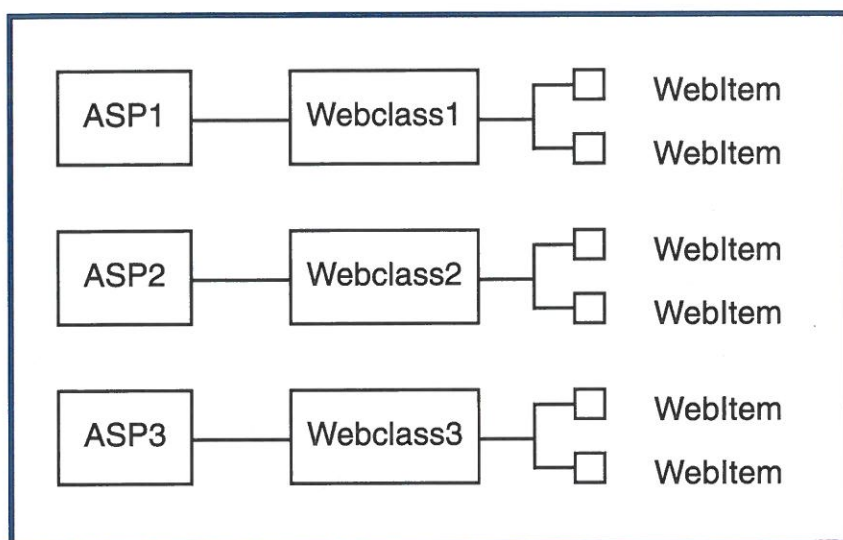 ASP1 Webclass1 WebItem
WebItem
ASP2 Webclass2 WebItem
WebItem
ASP3 Webclass3 WebItem
WebItem